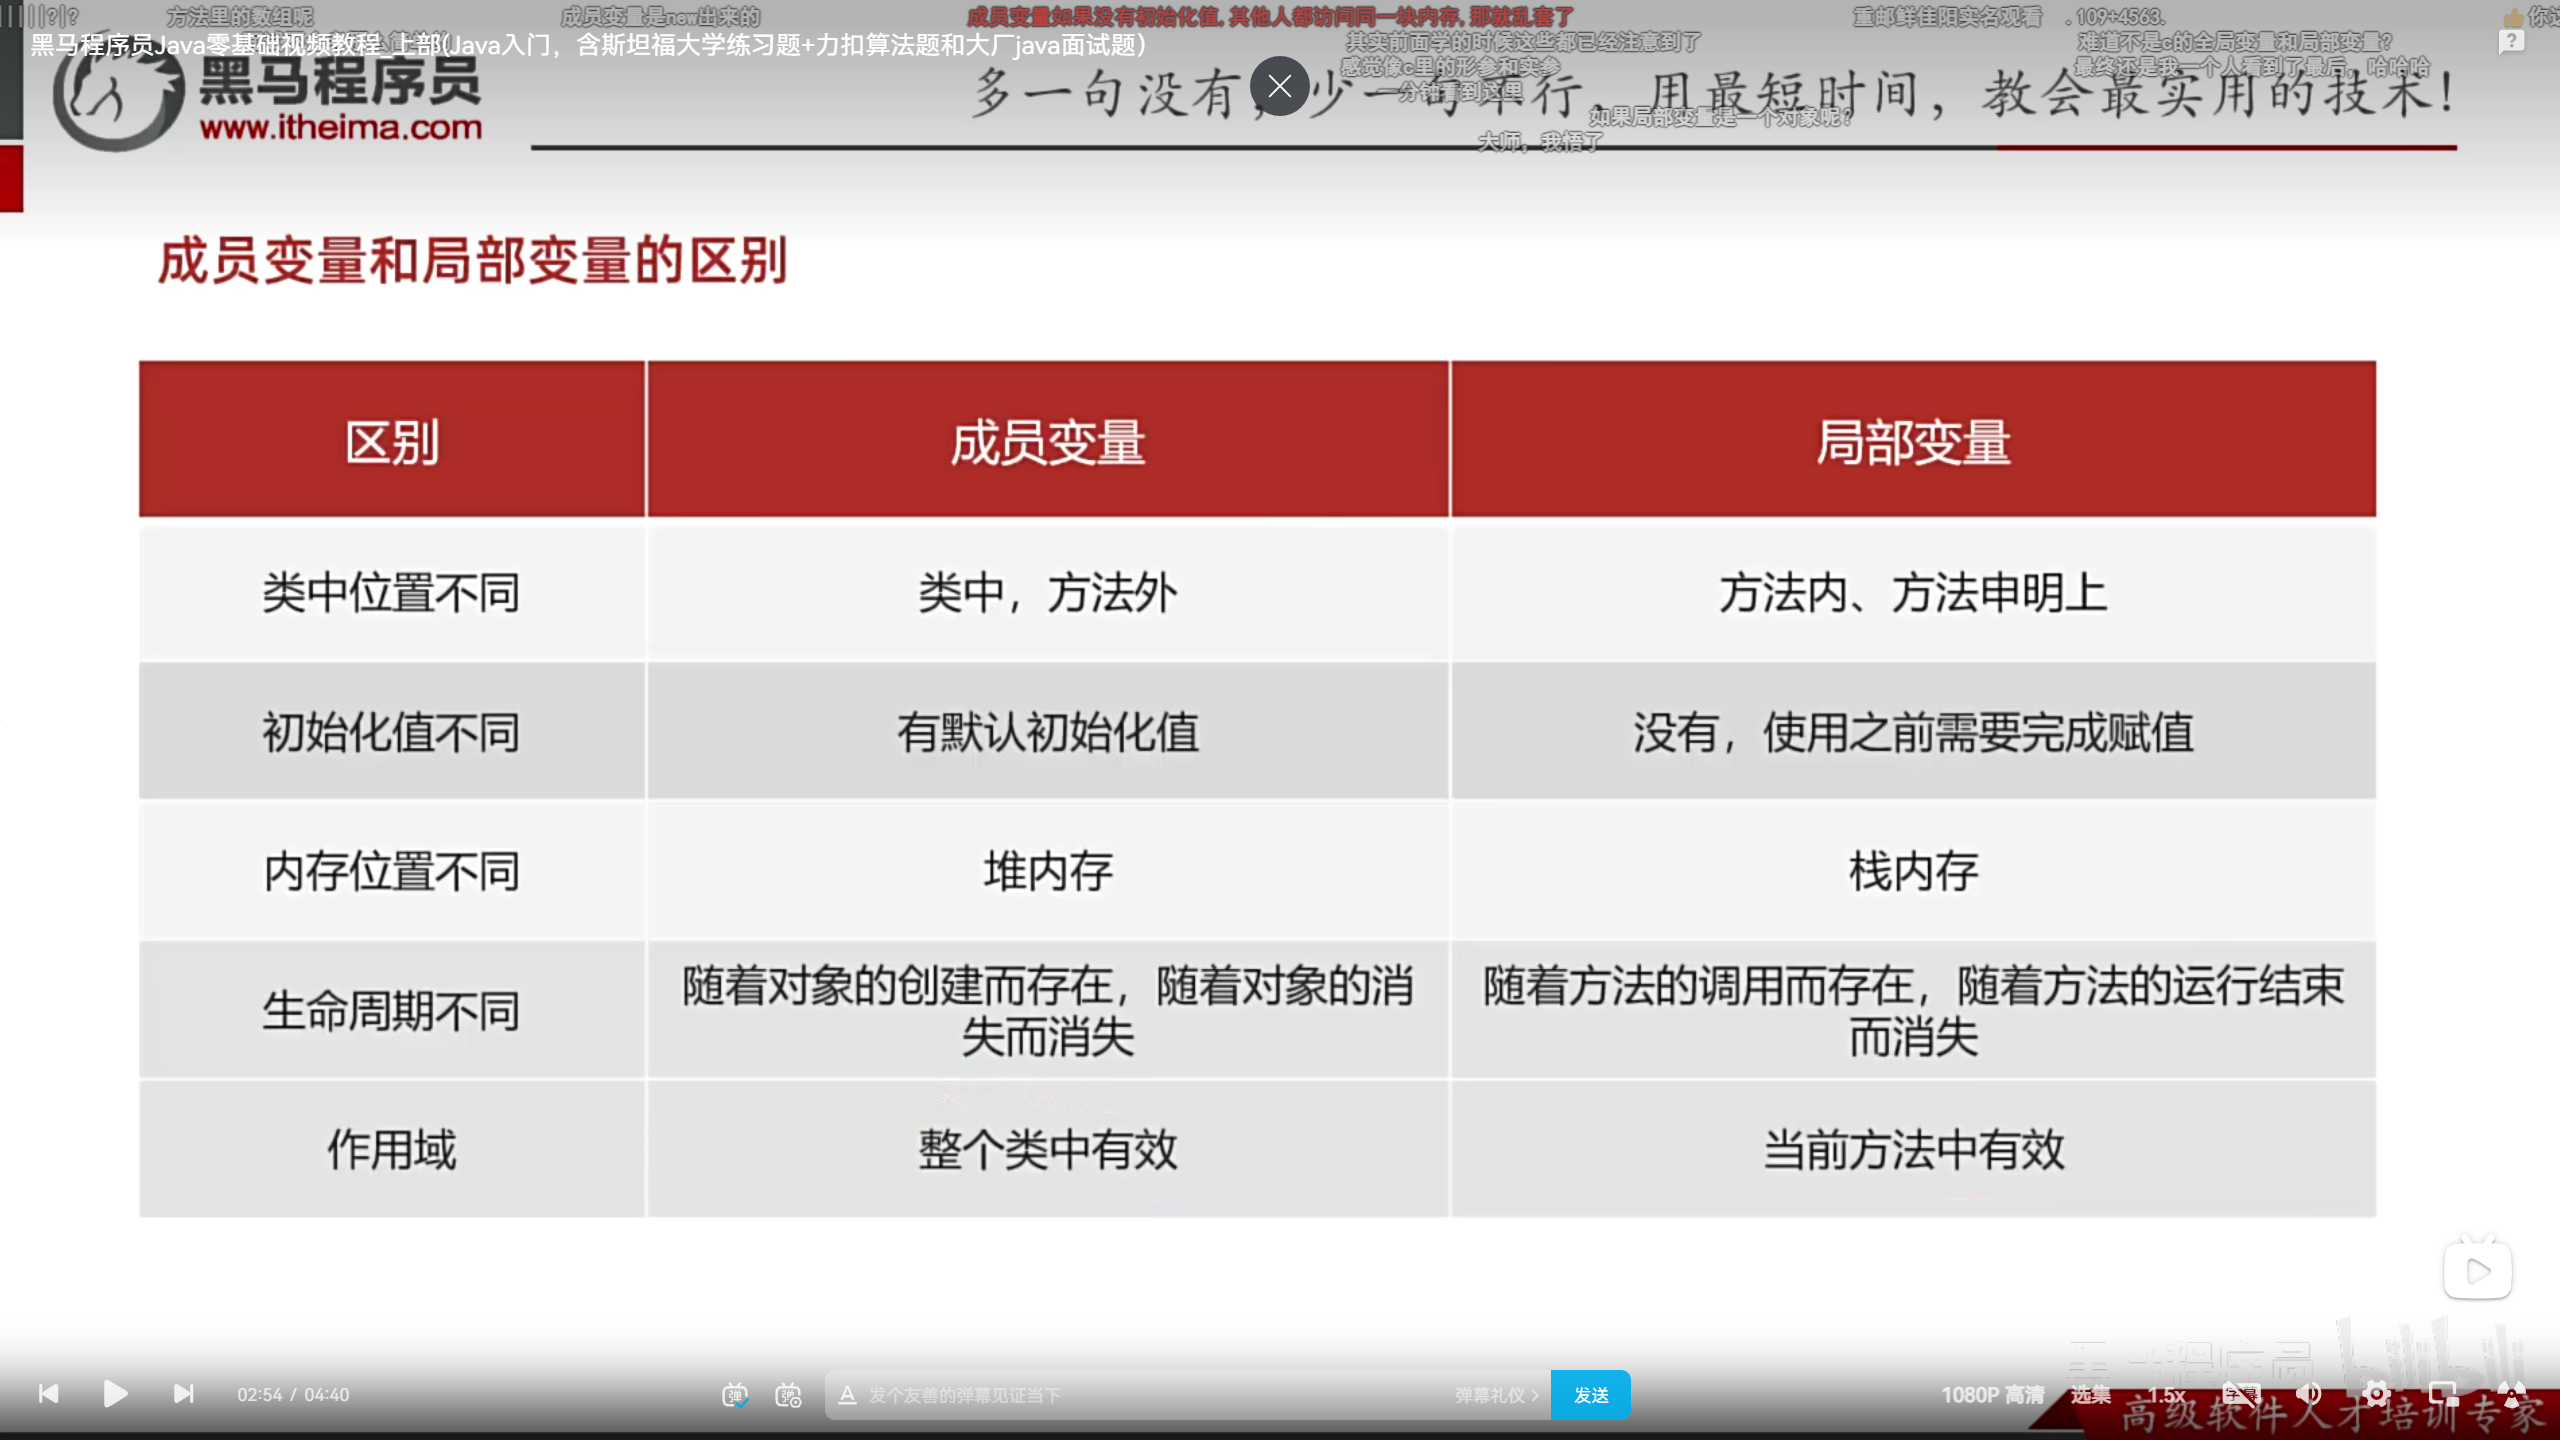 方法里的数组呢
成员变量是new出来的
成员变量如果没有初始化值,其他人都访问同一块内存,那就乱套了
重邮鲜佳阳实名观看
. 109+4563.
黑马程序员Java零基础视频教程_上部(Java入门，含斯坦福大学练习题+力扣算法题和大厂java面试题)
其实前面学的时候这些都已经注意到了
难道不是c的全局变量和局部变量?
感觉像c里的形参和实参
最终还是我一个人看到了最后，哈哈哈
一分钟看到这里
如果局部变量是一个对象呢?
大师，我悟了
黑马程序员
www.itheima.com
多一句没有，少一句不行，用最短时间，教会最实用的技术！
成员变量和局部变量的区别
区别 成员变量 局部变量
类中位置不同 类中，方法外 方法内、方法申明上
初始化值不同 有默认初始化值 没有，使用之前需要完成赋值
内存位置不同 堆内存 栈内存
生命周期不同 随着对象的创建而存在，随着对象的消失而消失 随着方法的调用而存在，随着方法的运行结束而消失
作用域 整个类中有效 当前方法中有效
黑马程序员 bilibili
02:54 / 04:40
发个友善的弹幕见证当下
弹幕礼仪
发送
1080P 高清
选集
1.5x
字幕
高级软件人才培训专家